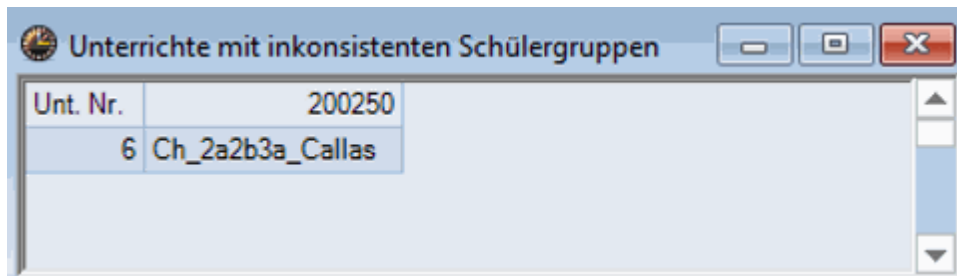 Unterrichte mit inkonsistenten Schülergruppen
Unt. Nr. 200250
6 Ch_2a2b3a_Callas